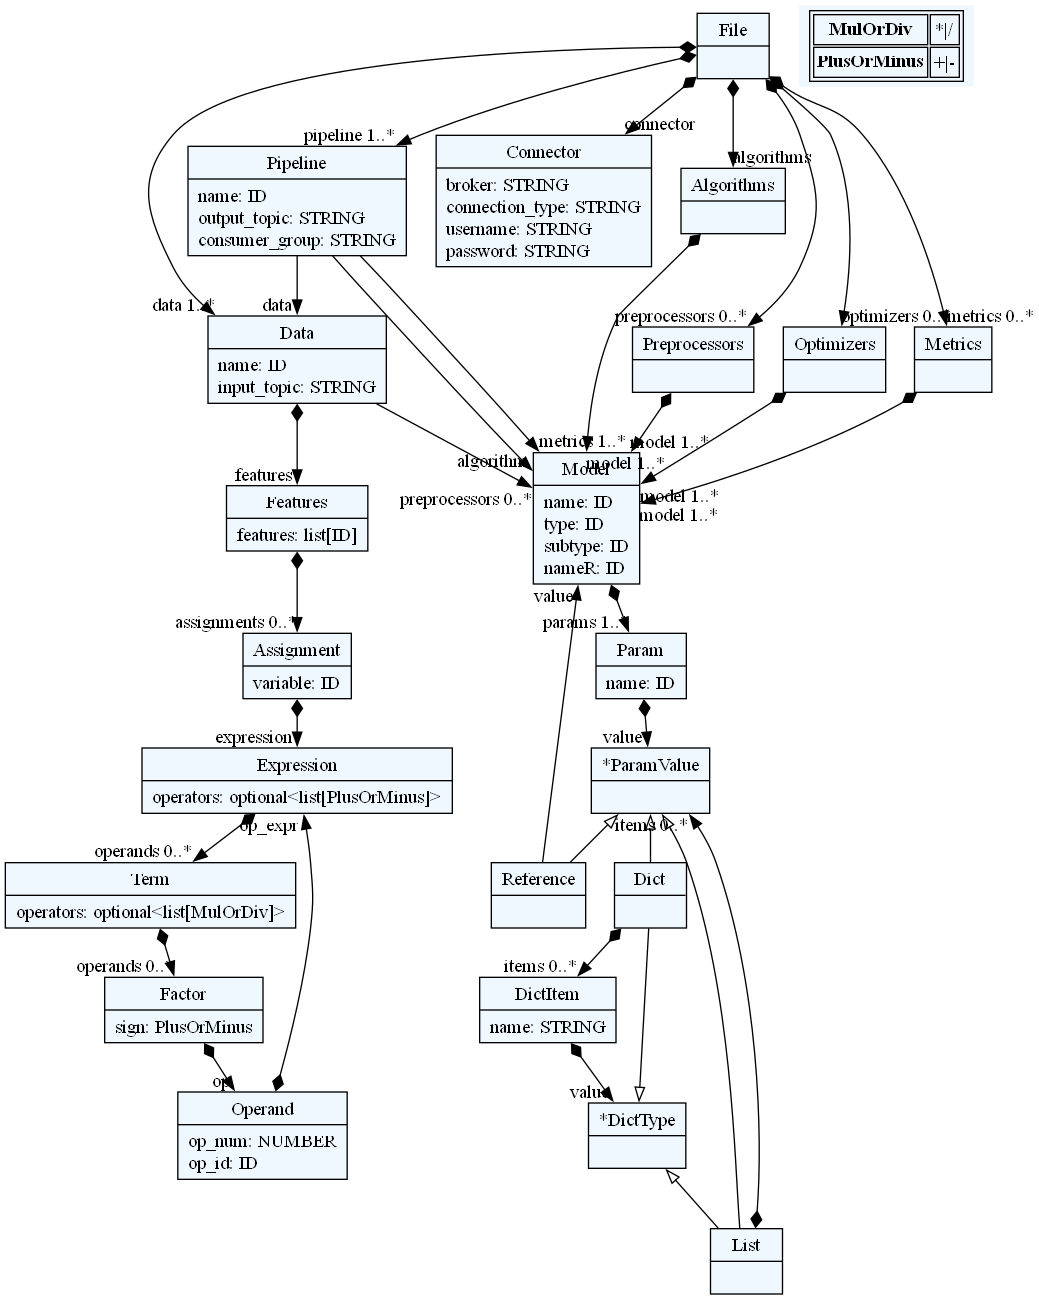 File
MulOrDiv *|/
PlusOrMinus +|-
pipeline 1..*
connector
algorithms
Pipeline
name: ID
output_topic: STRING
consumer_group: STRING
Connector
broker: STRING
connection_type: STRING
username: STRING
password: STRING
Algorithms
data 1..*
data
preprocessors 0..*
optimizers 0..
metrics 0..*
Data
name: ID
input_topic: STRING
Preprocessors
Optimizers
Metrics
metrics 1..*
model 1..*
algorithm
model 1..*
features
preprocessors 0..*
model 1..*
model 1..*
Model
name: ID
type: ID
subtype: ID
nameR: ID
Features
features: list[ID]
value
assignments 0..*
params 1..*
Assignment
variable: ID
Param
name: ID
expression
value
Expression
operators: optional<list[PlusOrMinus]>
*ParamValue
op_expr
items 0..*
operands 0..*
Term
operators: optional<list[MulOrDiv]>
Reference
Dict
operands 0..*
items 0..*
Factor
sign: PlusOrMinus
DictItem
name: STRING
op
value
Operand
op_num: NUMBER
op_id: ID
*DictType
List